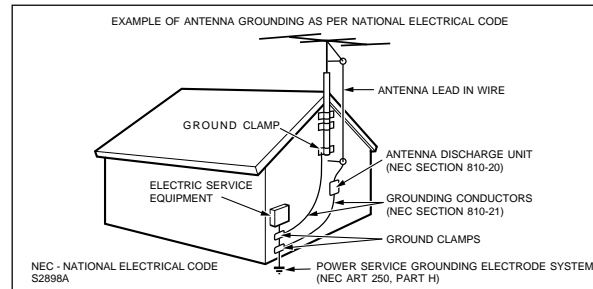 EXAMPLE OF ANTENNA GROUNDING AS PER NATIONAL ELECTRICAL CODE
ANTENNA LEAD IN WIRE
GROUND CLAMP
ANTENNA DISCHARGE UNIT
(NEC SECTION 810-20)
ELECTRIC SERVICE
EQUIPMENT
GROUNDING CONDUCTORS
(NEC SECTION 810-21)
GROUND CLAMPS
POWER SERVICE GROUNDING ELECTRODE SYSTEM
(NEC ART 250, PART H)
NEC - NATIONAL ELECTRICAL CODE
S2898A